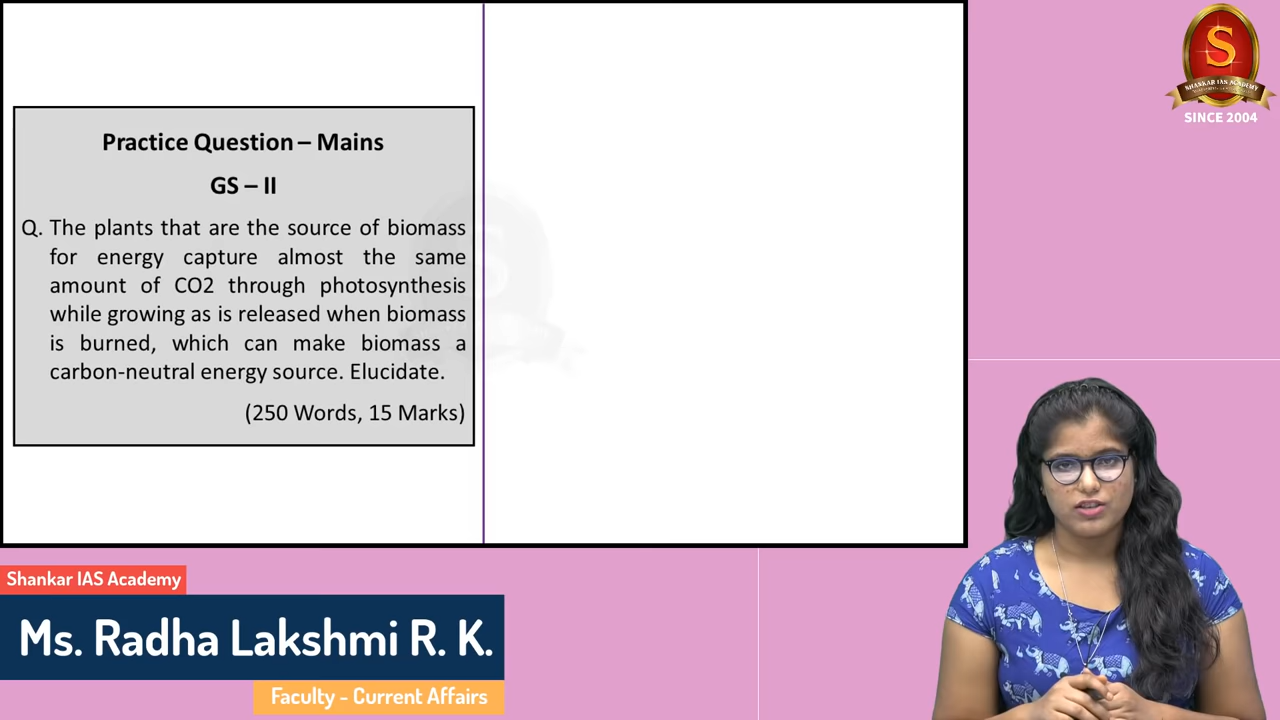 Practice Question – Mains
GS – II
Q. The plants that are the source of biomass
for energy capture almost the same
amount of CO2 through photosynthesis
while growing as is released when biomass
is burned, which can make biomass a
carbon-neutral energy source. Elucidate.
(250 Words, 15 Marks)
S
SHANKAR IAS ACADEMY
SINCE 2004
Shankar IAS Academy
Ms. Radha Lakshmi R. K.
Faculty - Current Affairs